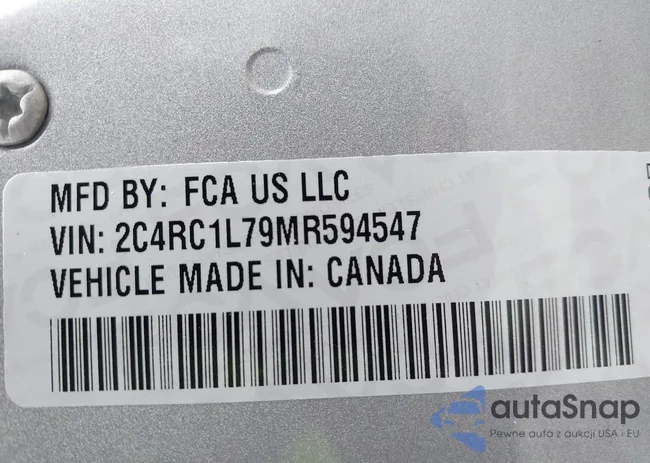 MFD BY: FCA US LLC
VIN: 2C4RC1L79MR594547
VEHICLE MADE IN: CANADA
autaSnap
Pewne auta z aukcji USA i EU